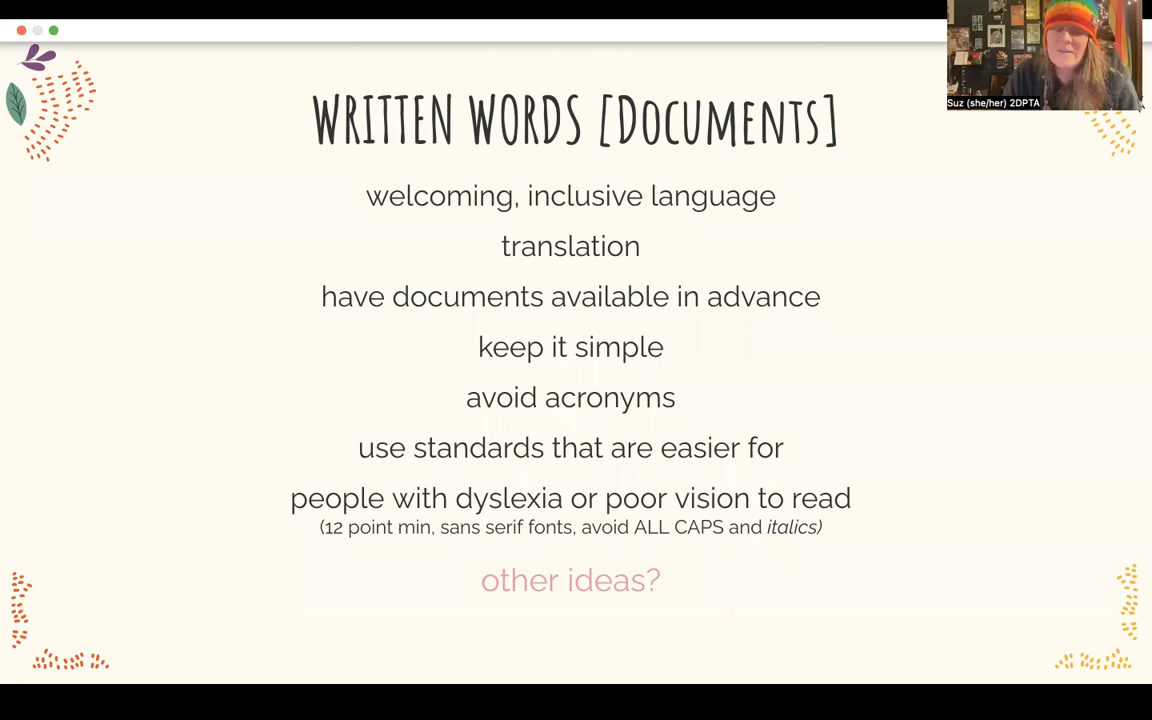 WRITTEN WORDS [DOCUMENTS]
welcoming, inclusive language
translation
have documents available in advance
keep it simple
avoid acronyms
use standards that are easier for
people with dyslexia or poor vision to read
(12 point min, sans serif fonts, avoid ALL CAPS and italics)
other ideas?
Suz (she/her) 2DPTA